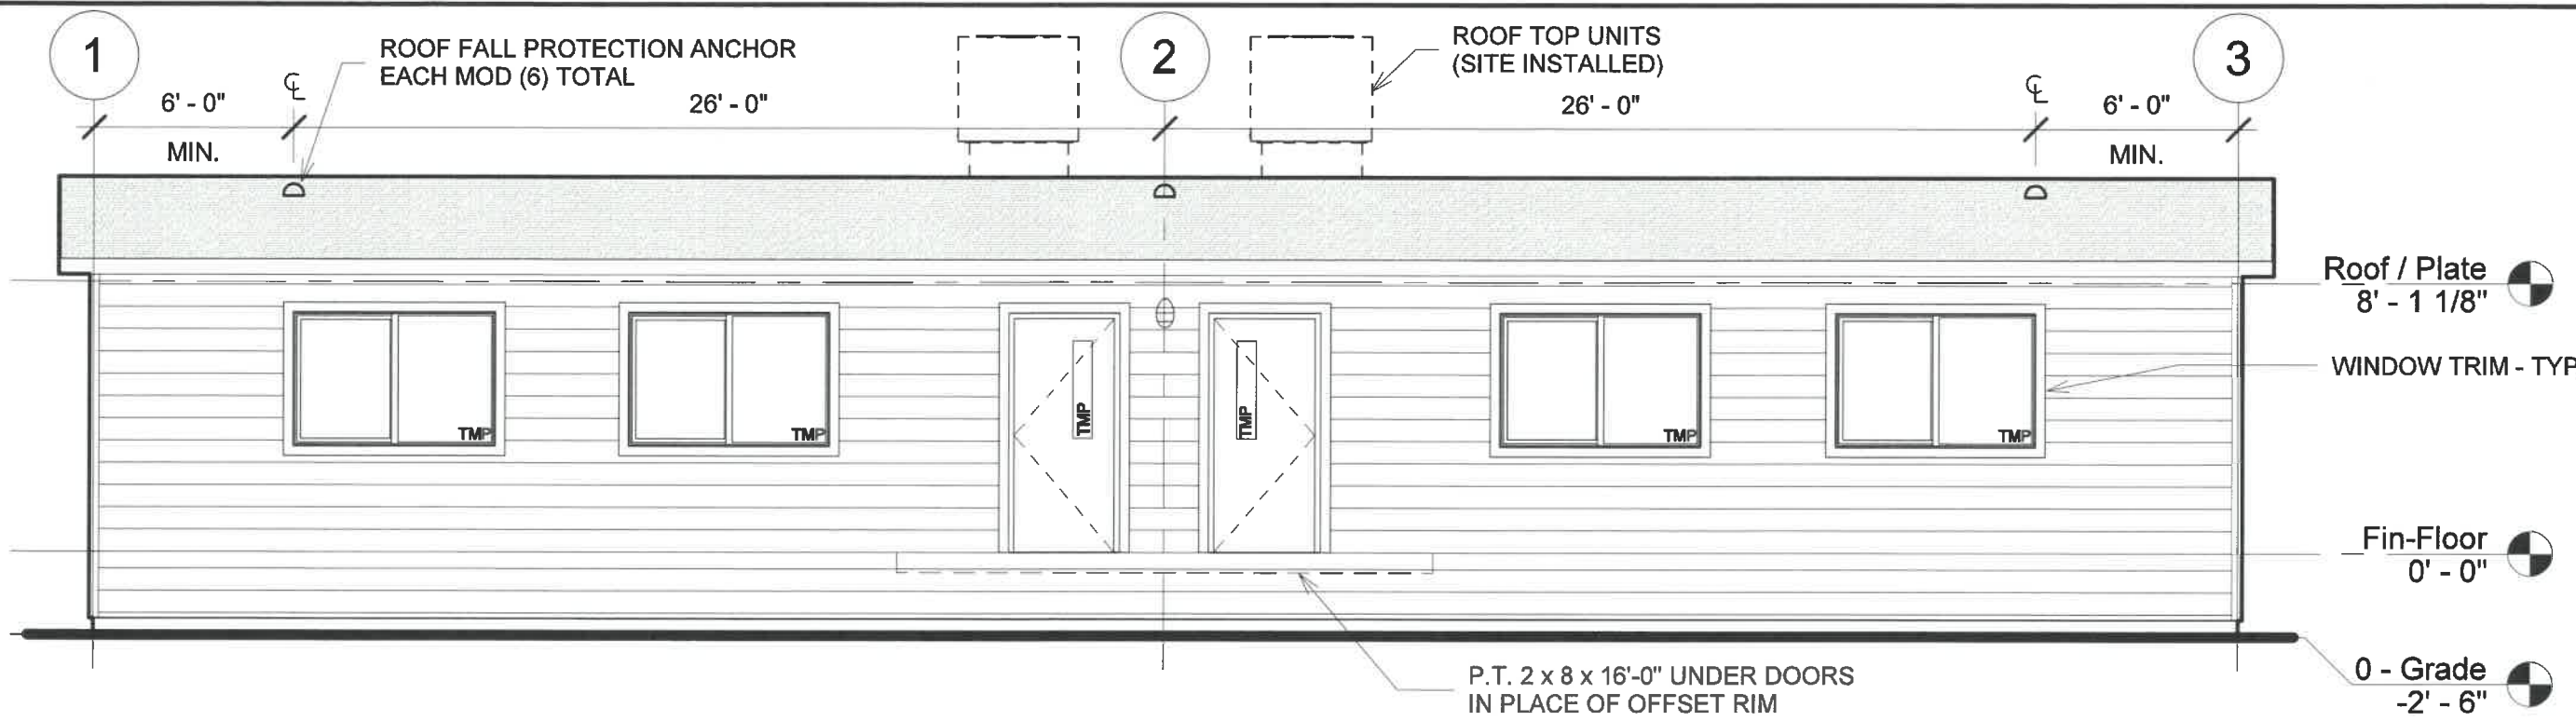 1
2
3
ROOF FALL PROTECTION ANCHOR
EACH MOD (6) TOTAL
ROOF TOP UNITS
(SITE INSTALLED)
℄
℄
6' - 0"
26' - 0"
26' - 0"
6' - 0"
MIN.
MIN.
Roof / Plate
8' - 1 1/8"
WINDOW TRIM - TYP
TMP
TMP
TMP
TMP
TMP
TMP
Fin-Floor
0' - 0"
P.T. 2 x 8 x 16'-0" UNDER DOORS
IN PLACE OF OFFSET RIM
0 - Grade
-2' - 6"